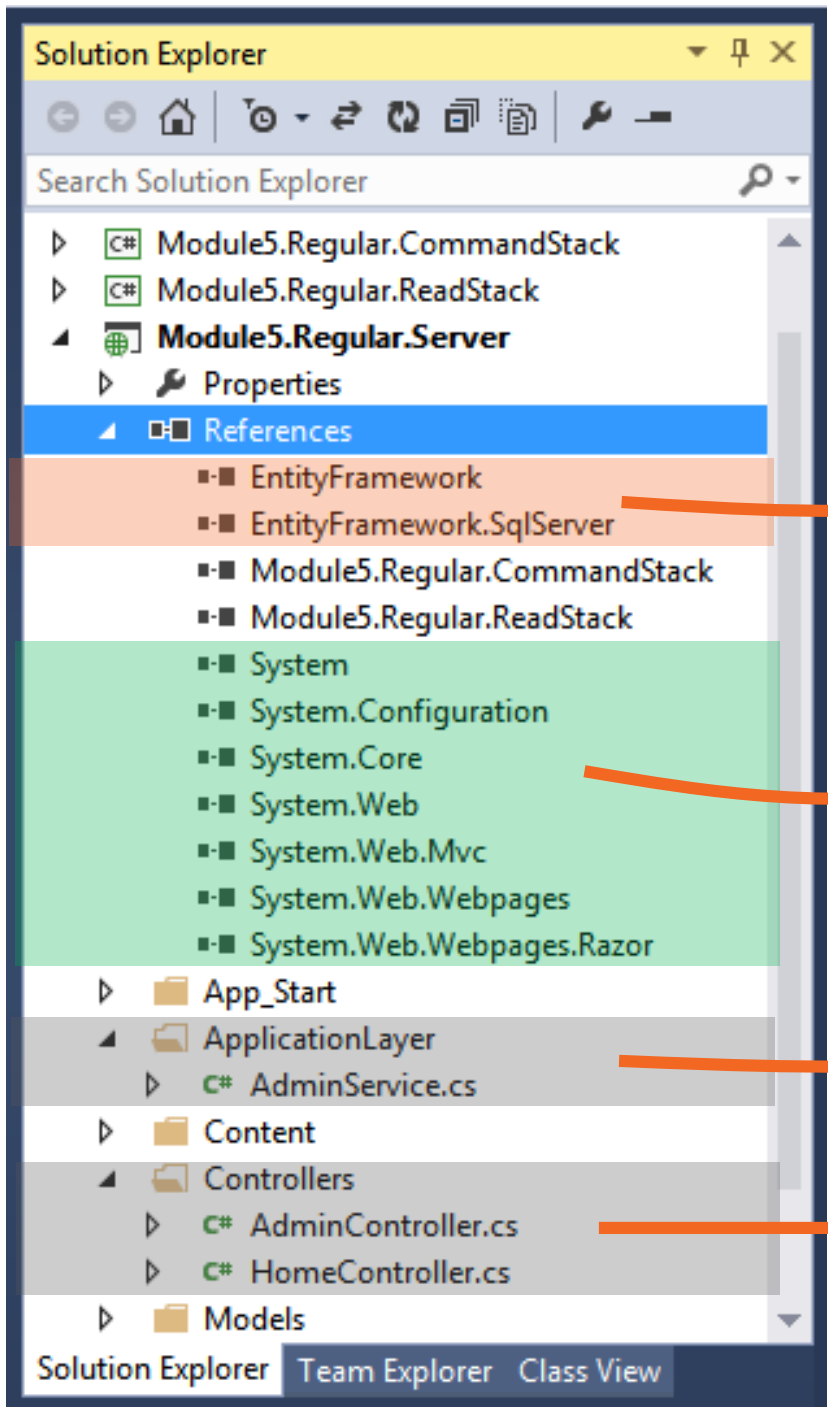 Solution Explorer
Search Solution Explorer
C# Module5.Regular.CommandStack
C# Module5.Regular.ReadStack
Module5.Regular.Server
Properties
References
EntityFramework
EntityFramework.SqlServer
Module5.Regular.CommandStack
Module5.Regular.ReadStack
System
System.Configuration
System.Core
System.Web
System.Web.Mvc
System.Web.Webpages
System.Web.Webpages.Razor
App_Start
ApplicationLayer
C# AdminService.cs
Content
Controllers
C# AdminController.cs
C# HomeController.cs
Models
Solution Explorer Team Explorer Class View